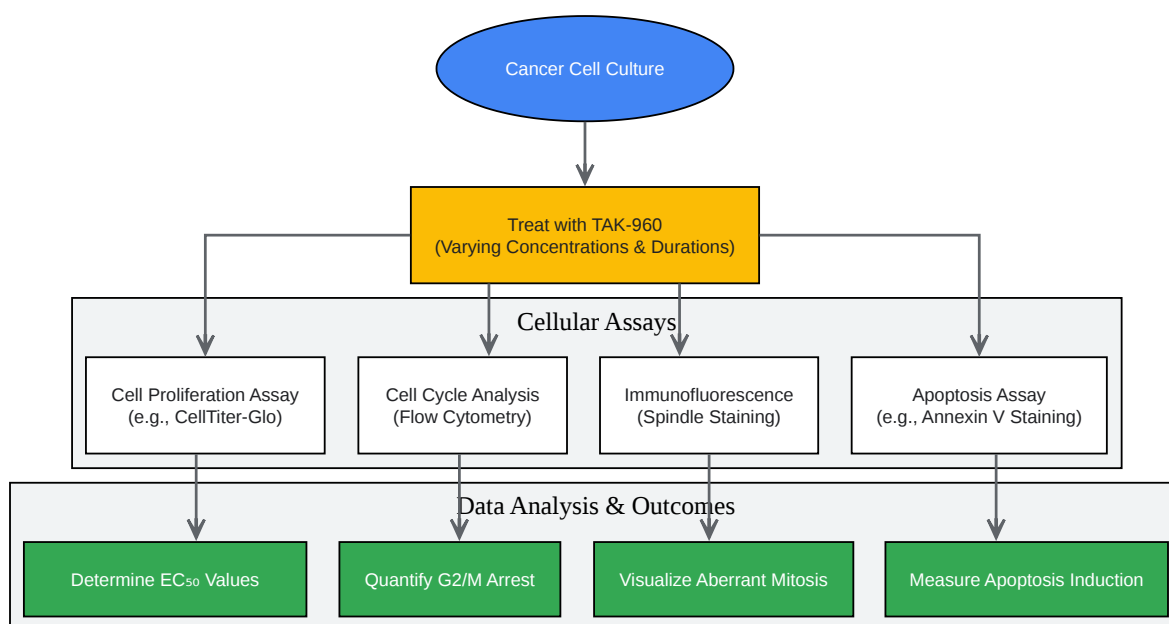 Cancer Cell Culture
Treat with TAK-960
(Varying Concentrations & Durations)
Cellular Assays
Cell Proliferation Assay
(e.g., CellTiter-Glo)
Cell Cycle Analysis
(Flow Cytometry)
Immunofluorescence
(Spindle Staining)
Apoptosis Assay
(e.g., Annexin V Staining)
Data Analysis & Outcomes
Determine EC₅₀ Values
Quantify G2/M Arrest
Visualize Aberrant Mitosis
Measure Apoptosis Induction